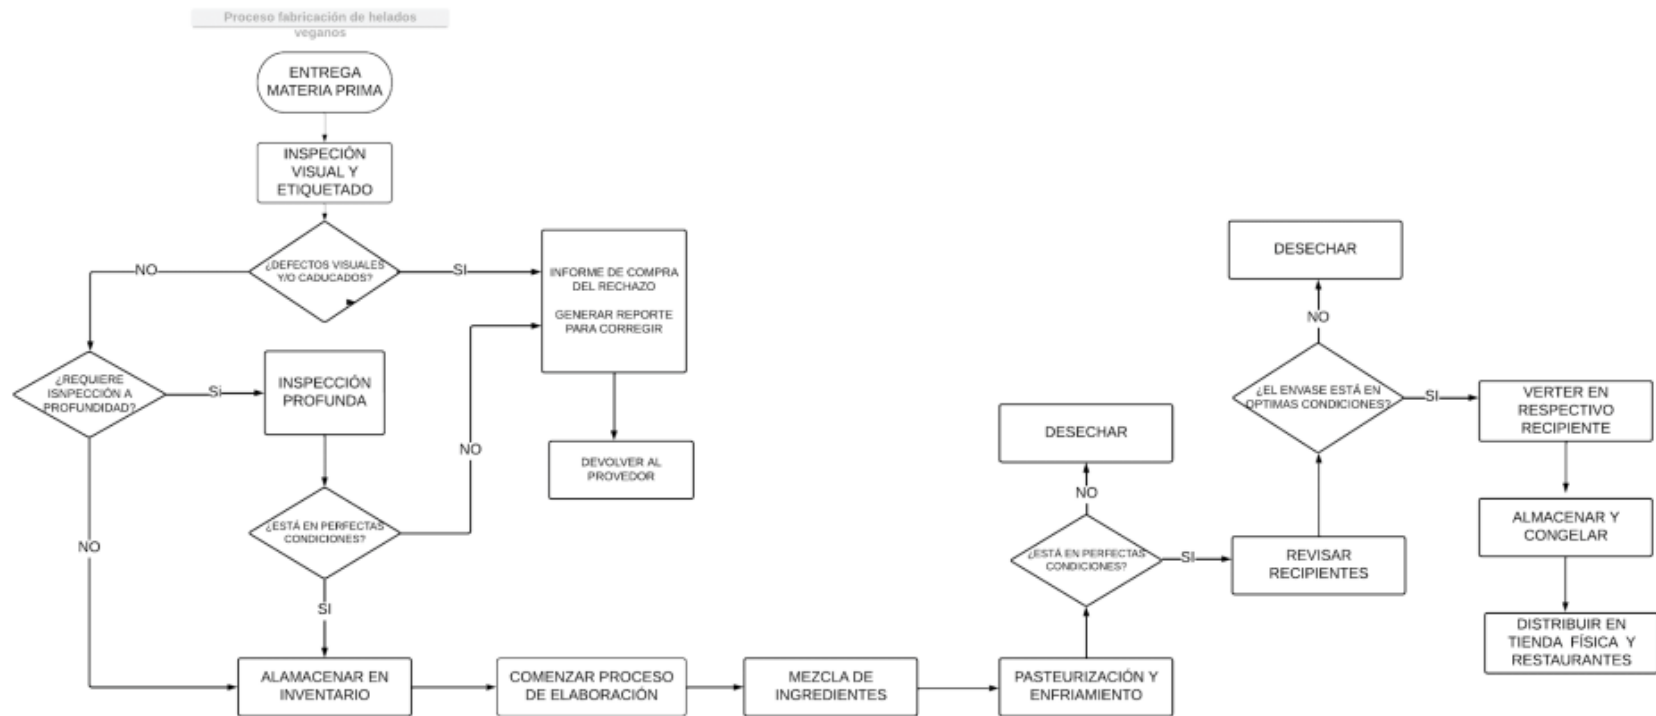 Proceso fabricación de helados
veganos
ENTREGA
MATERIA PRIMA
INSPECIÓN
VISUAL Y
ETIQUETADO
¿DEFECTOS VISUALES
Y/O CADUCADOS?
NO
SI
INFORME DE COMPRA
DEL RECHAZO
GENERAR REPORTE
PARA CORREGIR
DEVOLVER AL
PROVEDOR
¿REQUIERE
ISNPECCIÓN A
PROFUNDIDAD?
Si
INSPECCIÓN
PROFUNDA
NO
¿ESTÁ EN PERFECTAS
CONDICIONES?
NO
SI
ALAMACENAR EN
INVENTARIO
COMENZAR PROCESO
DE ELABORACIÓN
MEZCLA DE
INGREDIENTES
PASTEURIZACIÓN Y
ENFRIAMIENTO
¿ESTÁ EN PERFECTAS
CONDICIONES?
NO
DESECHAR
SI
REVISAR
RECIPIENTES
¿EL ENVASE ESTÁ EN
OPTIMAS CONDICIONES?
NO
DESECHAR
SI
VERTER EN
RESPECTIVO
RECIPIENTE
ALMACENAR Y
CONGELAR
DISTRIBUIR EN
TIENDA FÍSICA Y
RESTAURANTES